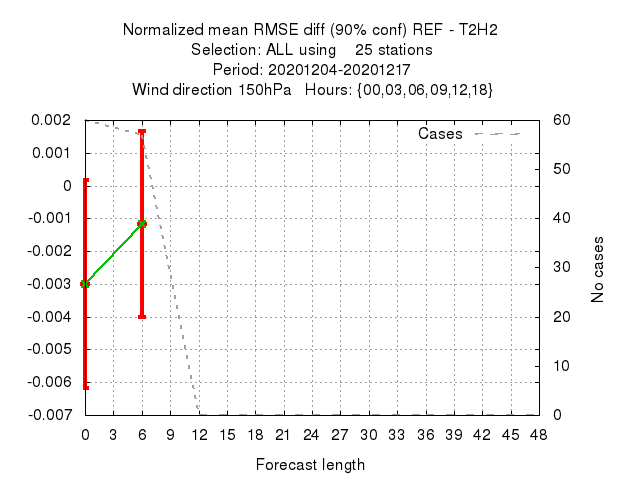 Normalized mean RMSE diff (90% conf) REF - T2H2
Selection: ALL using    25 stations
Period: 20201204-20201217
Wind direction 150hPa   Hours: {00,03,06,09,12,18}
Cases
0.002
0.001
0
-0.001
-0.002
-0.003
-0.004
-0.005
-0.006
-0.007
60
50
40
30
20
10
0
No cases
0 3 6 9 12 15 18 21 24 27 30 33 36 39 42 45 48
Forecast length